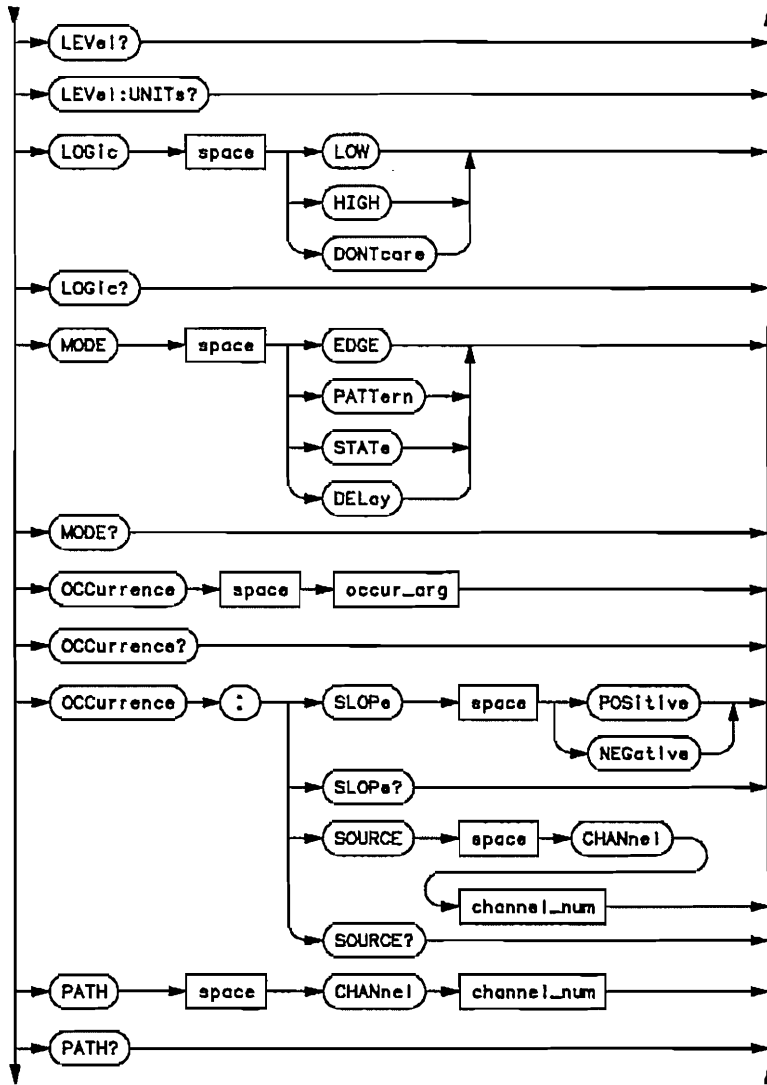 LEVel?
LEVel:UNITs?
LOGic space LOW
HIGH
DONTcare
LOGic?
MODE space EDGE
PATTern
STATe
DELay
MODE?
OCCurrence space occur_arg
OCCurrence?
OCCurrence : SLOPe space POSitive
NEGative
SLOPe?
SOURCE space CHANnel
channel_num
SOURCE?
PATH space CHANnel channel_num
PATH?